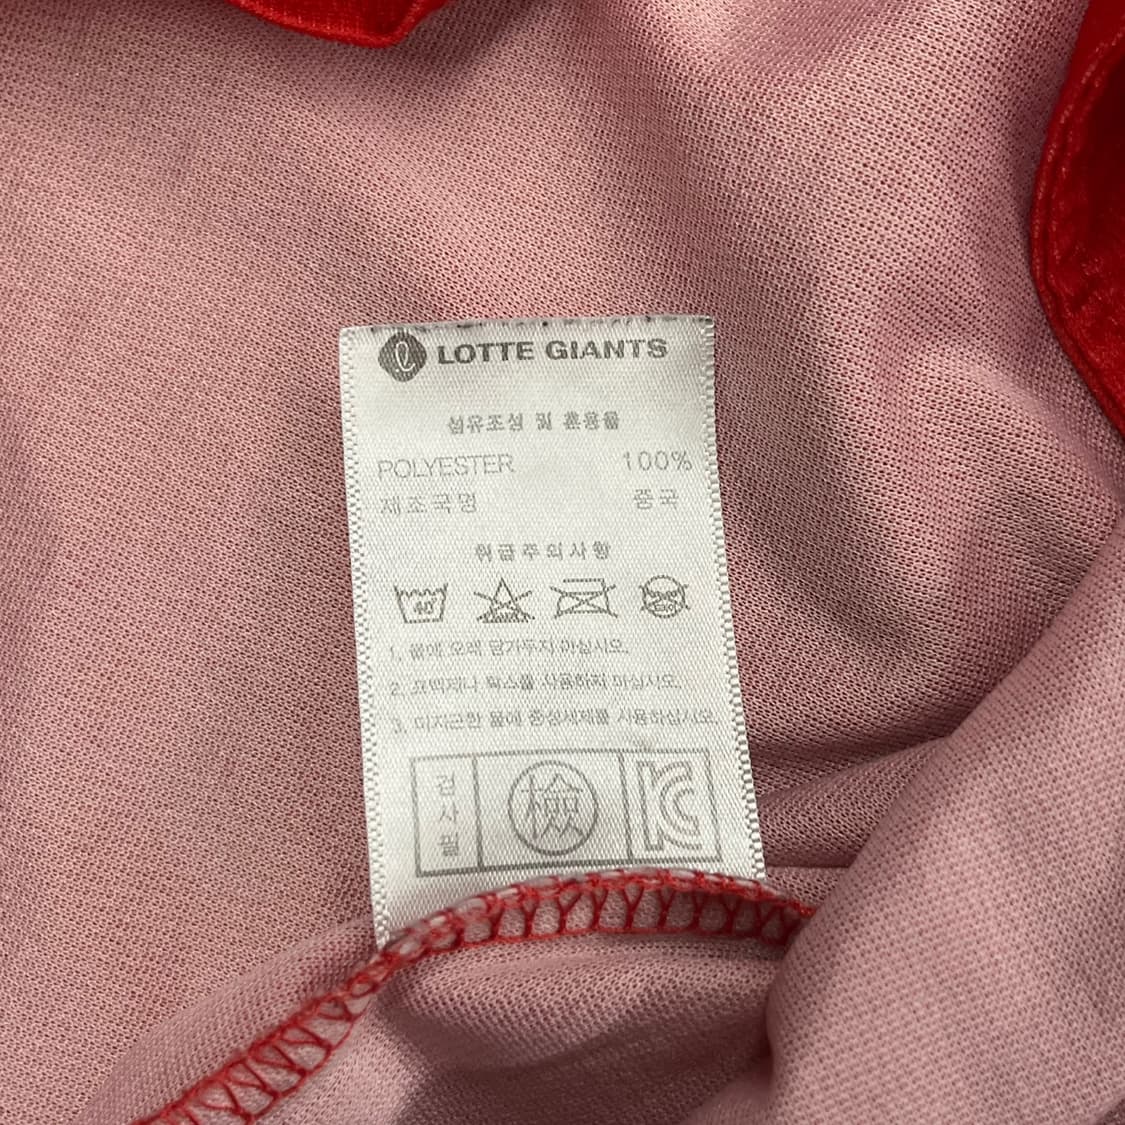 LOTTE GIANTS
섬유조성 및 혼용율
POLYESTER 100%
제조국명 중국
취급주의사항
40
1. 물에 오래 담가두지 마십시오.
2. 표백제나 락스를 사용하지 마십시오.
3. 미지근한 물에 중성세제를 사용하십시오.
검사필 檢 KC